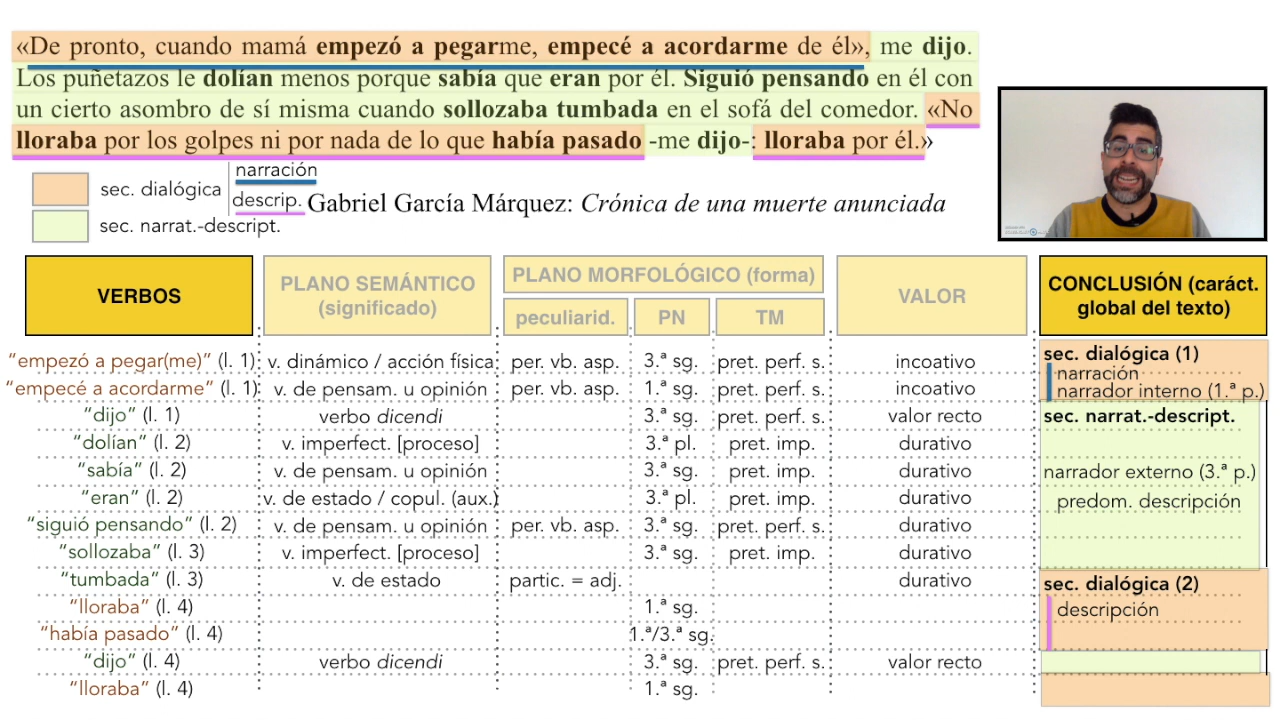 «De pronto, cuando mamá empezó a pegarme, empecé a acordarme de él», me dijo.
Los puñetazos le dolían menos porque sabía que eran por él. Siguió pensando en él con
un cierto asombro de sí misma cuando sollozaba tumbada en el sofá del comedor. «No
lloraba por los golpes ni por nada de lo que había pasado -me dijo-: lloraba por él.»
sec. dialógica
narración
descrip.
sec. narrat.-descript.
Gabriel García Márquez: Crónica de una muerte anunciada
VERBOS
PLANO SEMÁNTICO
(significado)
PLANO MORFOLÓGICO (forma)
peculiarid.
PN
TM
VALOR
CONCLUSIÓN (caráct.
global del texto)
"empezó a pegar(me)" (l. 1) v. dinámico / acción física per. vb. asp. 3.ª sg. pret. perf. s. incoativo
"empecé a acordarme" (l. 1) v. de pensam. u opinión per. vb. asp. 1.ª sg. pret. perf. s. incoativo
"dijo" (l. 1) verbo dicendi 3.ª sg. pret. perf. s. valor recto
"dolían" (l. 2) v. imperfect. [proceso] 3.ª pl. pret. imp. durativo
"sabía" (l. 2) v. de pensam. u opinión 3.ª sg. pret. imp. durativo
"eran" (l. 2) v. de estado / copul. (aux.) 3.ª pl. pret. imp. durativo
"siguió pensando" (l. 2) v. de pensam. u opinión per. vb. asp. 3.ª sg. pret. perf. s. durativo
"sollozaba" (l. 3) v. imperfect. [proceso] 3.ª sg. pret. imp. durativo
"tumbada" (l. 3) v. de estado partic. = adj. durativo
"lloraba" (l. 4) 1.ª sg.
"había pasado" (l. 4) 1.ª/3.ª sg.
"dijo" (l. 4) verbo dicendi 3.ª sg. pret. perf. s. valor recto
"lloraba" (l. 4) 1.ª sg.
sec. dialógica (1)
narración
narrador interno (1.ª p.)
sec. narrat.-descript.
narrador externo (3.ª p.)
predom. descripción
sec. dialógica (2)
descripción